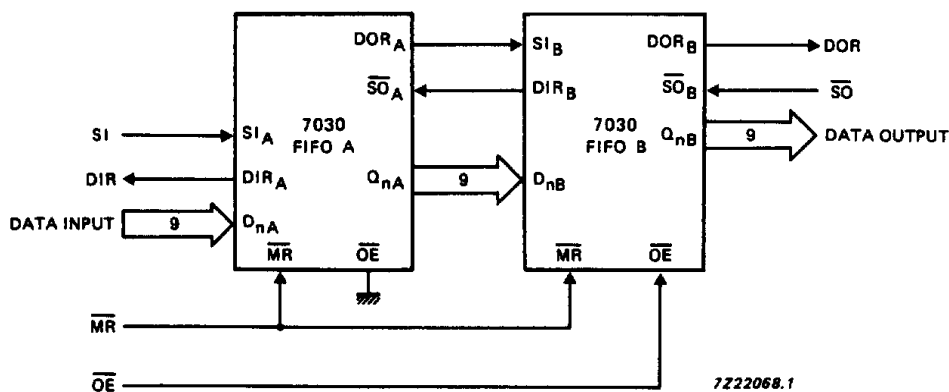 SI
DIR
DATA INPUT
9
MR
OE
DOR_A
SO_A
7030
FIFO A
SI_A
DIR_A
Q_nA
D_nA
MR
OE
9
SI_B
DOR_B
DIR_B
SO_B
7030
FIFO B
Q_nB
D_nB
MR
OE
9
DOR
SO
DATA OUTPUT
7Z22068.1